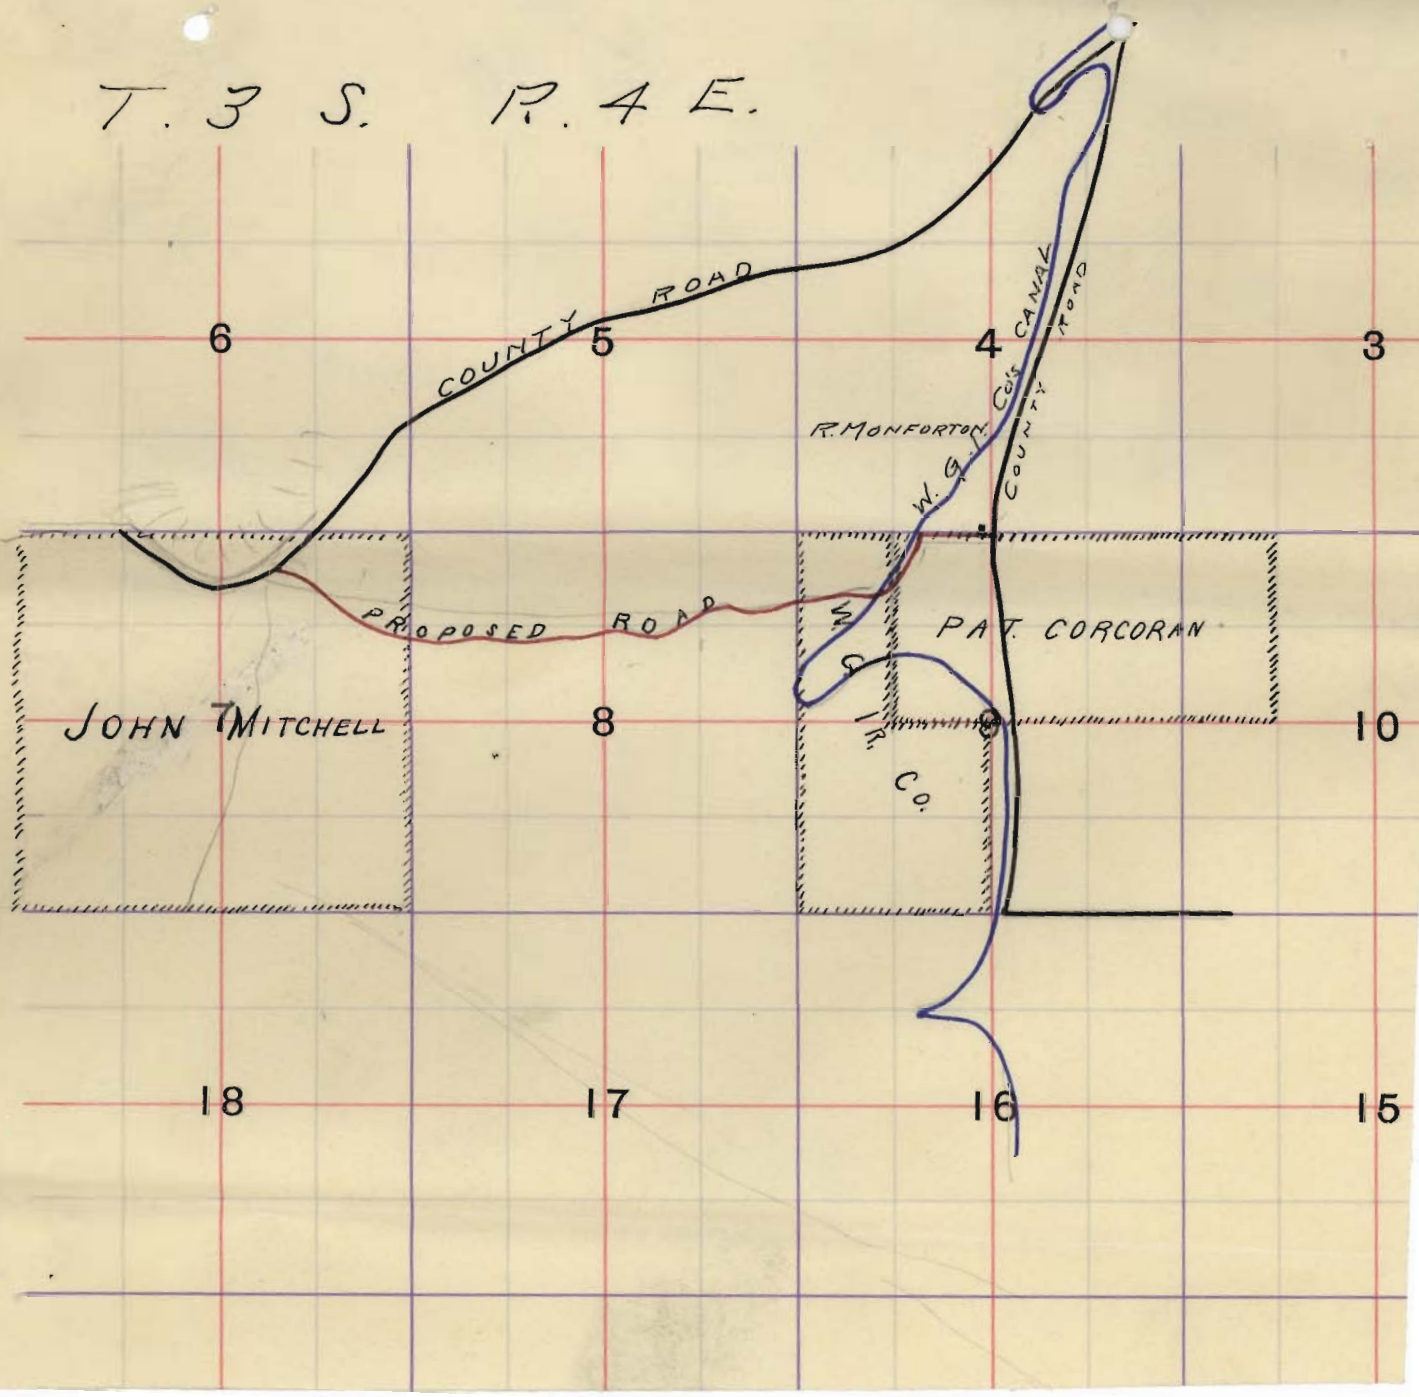 T. 3 S. R. 4 E.
COUNTY ROAD
W. G. I. Co's CANAL
COUNTY ROAD
6
5
4
3
R. MONFORTON.
PROPOSED ROAD
PAT. CORCORAN
W. G. IR. Co.
JOHN MITCHELL
7
8
9
10
18
17
16
15